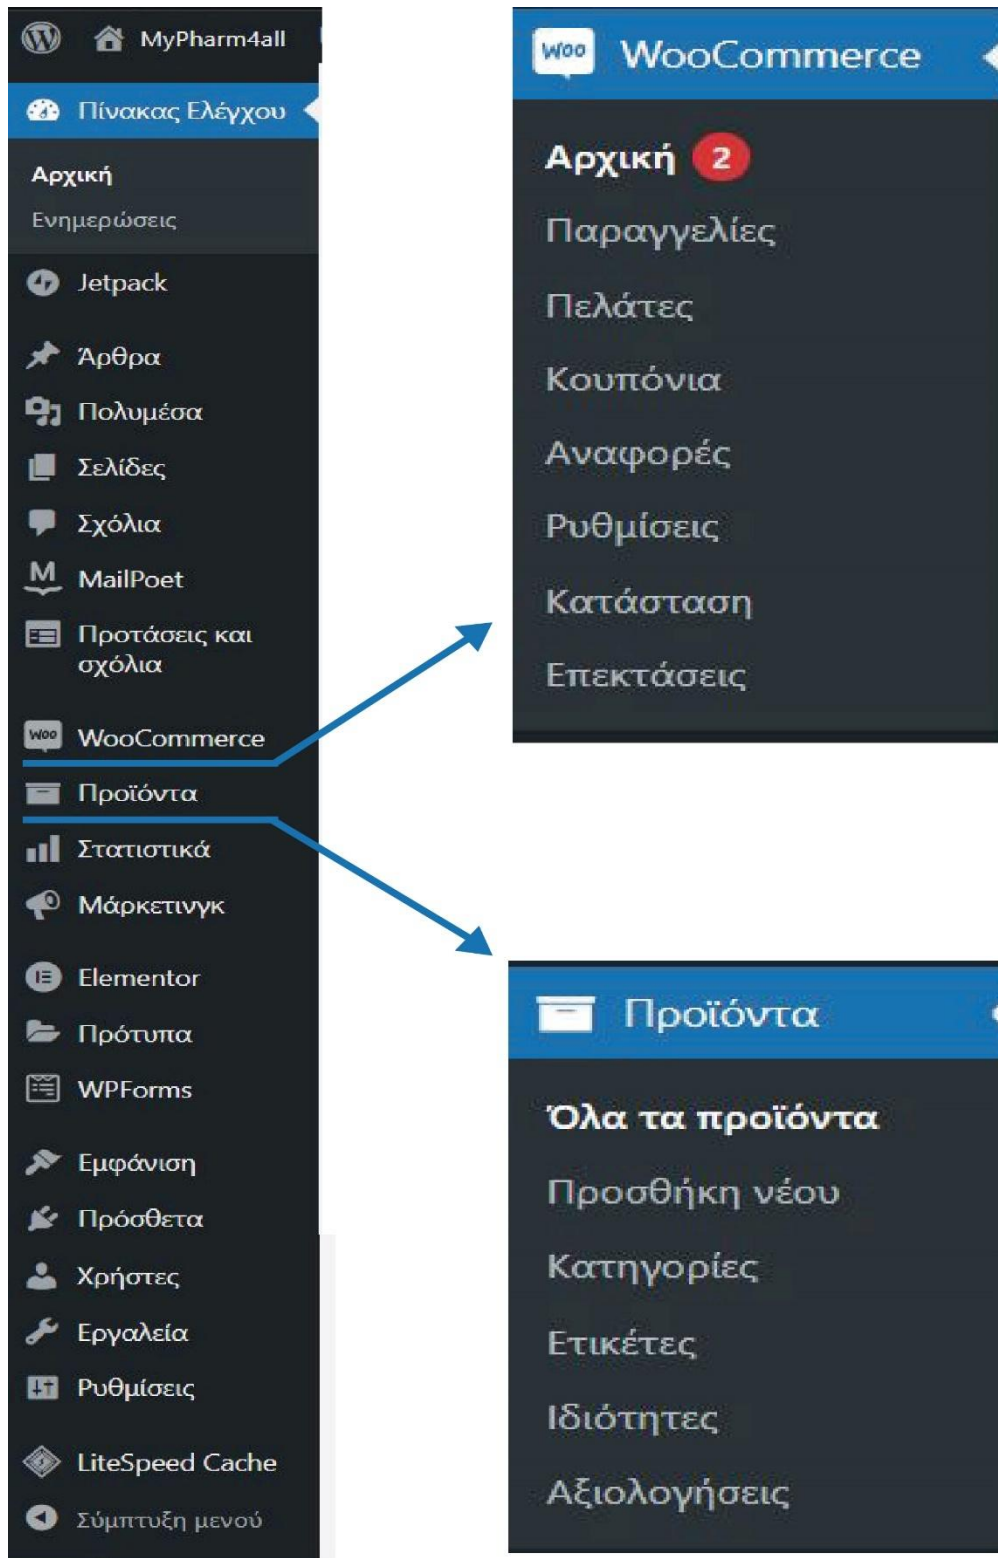 MyPharm4all
Πίνακας Ελέγχου
Αρχική
Ενημερώσεις
Jetpack
Άρθρα
Πολυμέσα
Σελίδες
Σχόλια
MailPoet
Προτάσεις και
σχόλια
Woo WooCommerce
Προϊόντα
Στατιστικά
Μάρκετινγκ
Elementor
Πρότυπα
WPForms
Εμφάνιση
Πρόσθετα
Χρήστες
Εργαλεία
Ρυθμίσεις
LiteSpeed Cache
Σύμπτυξη μενού
Woo WooCommerce
Αρχική 2
Παραγγελίες
Πελάτες
Κουπόνια
Αναφορές
Ρυθμίσεις
Κατάσταση
Επεκτάσεις
Προϊόντα
Όλα τα προϊόντα
Προσθήκη νέου
Κατηγορίες
Ετικέτες
Ιδιότητες
Αξιολογήσεις